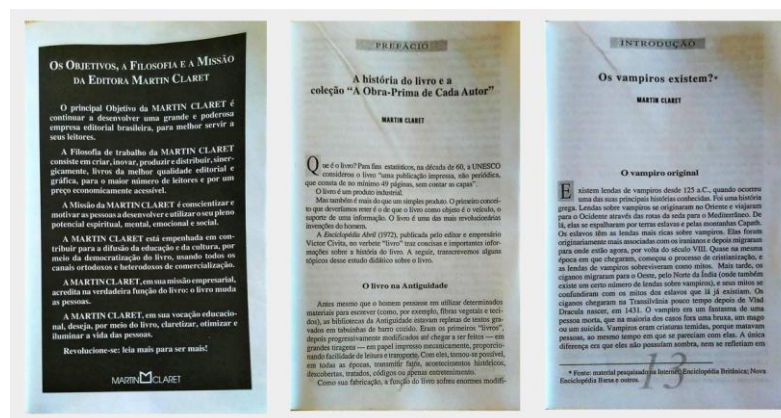 OS OBJETIVOS, A FILOSOFIA E A MISSÃO
DA EDITORA MARTIN CLARET
O principal Objetivo da MARTIN CLARET é
continuar a desenvolver uma grande e poderosa
empresa editorial brasileira, para melhor servir a
seus leitores.
A Filosofia de trabalho da MARTIN CLARET
consiste em criar, inovar, produzir e distribuir, siner-
gicamente, livros da melhor qualidade editorial e
gráfica, para o maior número de leitores e por um
preço economicamente acessível.
A Missão da MARTIN CLARET é conscientizar e
motivar as pessoas a desenvolver e utilizar o seu pleno
potencial espiritual, mental, emocional e social.
A MARTIN CLARET está empenhada em con-
tribuir para a difusão da educação e da cultura, por
meio da democratização do livro, usando todos os
canais ortodoxos e heterodoxos de comercialização.
A MARTIN CLARET, em sua missão empresarial,
acredita na verdadeira função do livro: o livro muda
as pessoas.
A MARTIN CLARET, em sua vocação educacio-
nal, deseja, por meio do livro, claretizar, otimizar e
iluminar a vida das pessoas.
Revolucione-se: leia mais para ser mais!
MARTIN CLARET
PREFÁCIO
A história do livro e a
coleção "A Obra-Prima de Cada Autor"
MARTIN CLARET
Que é o livro? Para fins estatísticos, na década de 60, a UNESCO
considerou o livro "uma publicação impressa, não periódica,
que consta de no mínimo 49 páginas, sem contar as capas".
O livro é um produto industrial.
Mas também é mais do que um simples produto. O primeiro concei-
to que deveríamos reter é o de que o livro como objeto é o veículo, o
suporte de uma informação. O livro é uma das mais revolucionárias
invenções do homem.
A Enciclopédia Abril (1972), publicada pelo editor e empresário
Victor Civita, no verbete "livro" traz concisas e importantes infor-
mações sobre a história do livro. A seguir, transcrevemos alguns
tópicos desse estudo didático sobre o livro.
O livro na Antiguidade
Antes mesmo que o homem pensasse em utilizar determinados
materiais para escrever (como, por exemplo, fibras vegetais e teci-
dos), as bibliotecas da Antiguidade estavam repletas de textos gra-
vados em tabuinhas de barro cozido. Eram os primeiros "livros",
depois progressivamente modificados até chegar a ser feitos — em
grandes tiragens — em papel impresso mecanicamente, proporcio-
nando facilidade de leitura e transporte. Com eles, tornou-se possível,
em todas as épocas, transmitir fatos, acontecimentos históricos,
descobertas, tratados, códigos ou apenas entretenimento.
Como sua fabricação, a função do livro sofreu enormes modifi-
INTRODUÇÃO
Os vampiros existem?*
MARTIN CLARET
O vampiro original
Existem lendas de vampiros desde 125 a.C., quando ocorreu
uma das suas principais histórias conhecidas. Foi uma história
grega. Lendas sobre vampiros se originaram no Oriente e viajaram
para o Ocidente através das rotas da seda para o Mediterrâneo. De
lá, elas se espalharam por terras eslavas e pelas montanhas Cárpath.
Os eslavos têm as lendas mais ricas sobre vampiros. Elas foram
originariamente mais associadas com os iranianos e depois migraram
para onde estão agora, por volta do século VIII. Quase na mesma
época em que chegaram, começou o processo de cristianização, e
as lendas de vampiros sobreviveram como mitos. Mais tarde, os
ciganos migraram para o Oeste, pelo Norte da Índia (onde também
existe um certo número de lendas sobre vampiros), e seus mitos se
confundiram com os mitos dos eslavos que lá já existiam. Os
ciganos chegaram na Transilvânia pouco tempo depois de Vlad
Dracula nascer, em 1431. O vampiro era um fantasma de uma
pessoa morta, que na maioria dos casos fora uma bruxa, um mago
ou um suicida. Vampiros eram criaturas temidas, porque matavam
pessoas, ao mesmo tempo em que se pareciam com elas. A única
diferença era que eles não possuíam sombra, nem se refletiam em
* Fonte: material pesquisado na Internet; Enciclopédia Britânica; Nova
Enciclopédia Barsa e outros.
13